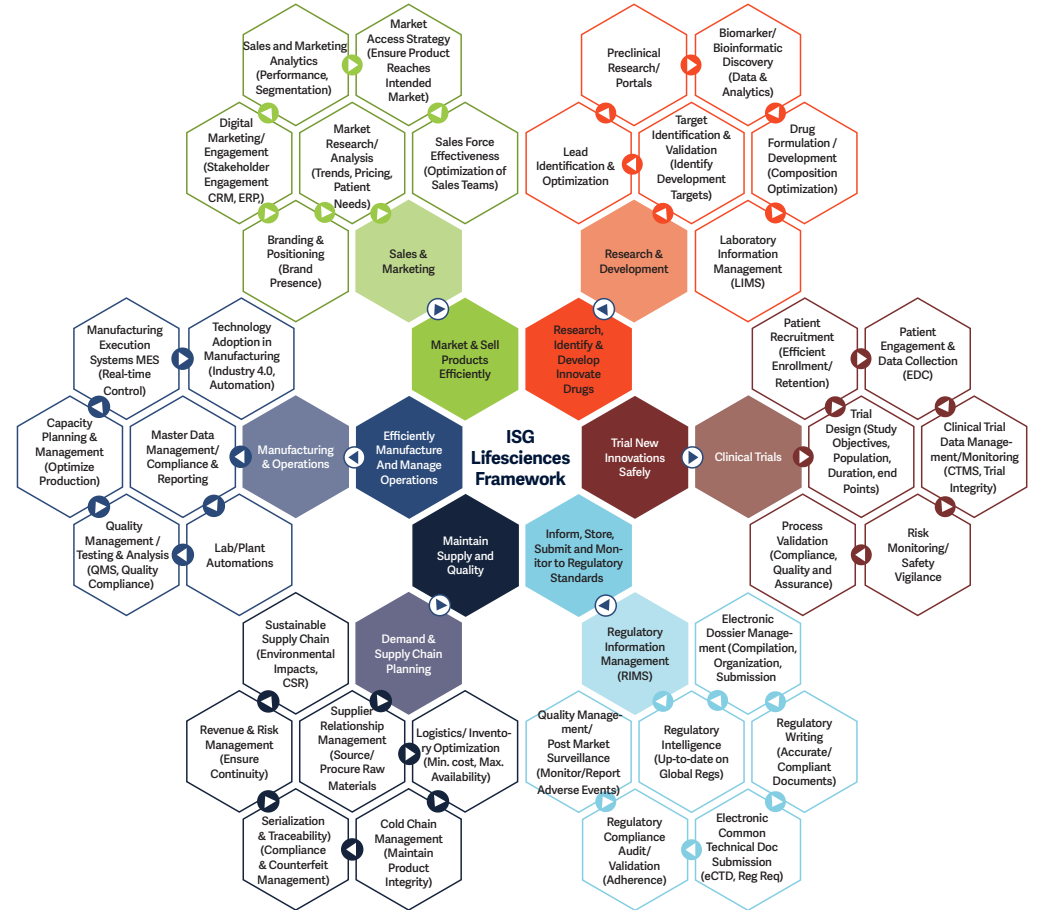 Sales and Marketing
Analytics
(Performance,
Segmentation)
Market
Access Strategy
(Ensure Product
Reaches
Intended
Market)
Digital
Marketing/
Engagement
(Stakeholder
Engagement
CRM, ERP,)
Market
Research/
Analysis
(Trends, Pricing,
Patient
Needs)
Sales Force
Effectiveness
(Optimization of
Sales Teams)
Branding &
Positioning
(Brand
Presence)
Sales &
Marketing
Market & Sell
Products
Efficiently
Preclinical
Research/
Portals
Biomarker/
Bioinformatic
Discovery
(Data &
Analytics)
Lead
Identification &
Optimization
Target
Identification &
Validation
(Identify
Development
Targets)
Drug
Formulation /
Development
(Composition
Optimization)
Research &
Development
Laboratory
Information
Management
(LIMS)
Research,
Identify &
Develop
Innovate
Drugs
Manufacturing
Execution
Systems MES
(Real-time
Control)
Technology
Adoption in
Manufacturing
(Industry 4.0,
Automation)
Capacity
Planning &
Management
(Optimize
Production)
Master Data
Management/
Compliance &
Reporting
Manufacturing
& Operations
Efficiently
Manufacture
And Manage
Operations
Quality
Management /
Testing & Analysis
(QMS, Quality
Compliance)
Lab/Plant
Automations
ISG
Lifesciences
Framework
Trial New
Innovations
Safely
Clinical Trials
Patient
Recruitment
(Efficient
Enrollment/
Retention)
Patient
Engagement &
Data Collection
(EDC)
Trial
Design (Study
Objectives,
Population,
Duration, end
Points)
Clinical Trial
Data Manage-
ment/Monitoring
(CTMS, Trial
Integrity)
Process
Validation
(Compliance,
Quality and
Assurance)
Risk
Monitoring/
Safety
Vigilance
Maintain
Supply and
Quality
Inform, Store,
Submit and Mon-
itor to Regulatory
Standards
Sustainable
Supply Chain
(Environmental
Impacts,
CSR)
Demand &
Supply Chain
Planning
Revenue & Risk
Management
(Ensure
Continuity)
Supplier
Relationship
Management
(Source/
Procure Raw
Materials
Logistics/ Invento-
ry Optimization
(Min. cost, Max.
Availability)
Serialization
& Traceability)
(Compliance
& Counterfeit
Management)
Cold Chain
Management
(Maintain
Product
Integrity)
Regulatory
Information
Management
(RIMS)
Electronic
Dossier Manage-
ment (Compilation,
Organization,
Submission
Quality Manage-
ment/
Post Market
Surveillance
(Monitor/Report
Adverse Events)
Regulatory
Intelligence
(Up-to-date on
Global Regs)
Regulatory
Writing
(Accurate/
Compliant
Documents)
Regulatory
Compliance
Audit/
Validation
(Adherence)
Electronic
Common
Technical Doc
Submission
(eCTD, Reg Req)